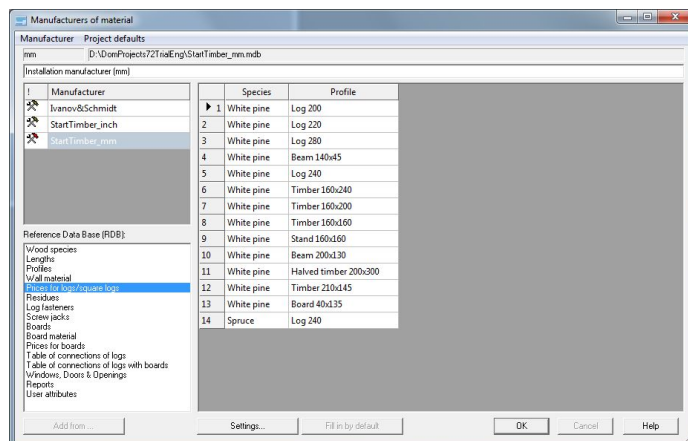 Manufacturers of material
Manufacturer Project defaults
mm D:\DomProjects72TrialEng\StartTimber_mm.mdb
Installation manufacturer (mm)
! Manufacturer
Ivanov&Schmidt
StartTimber_inch
StartTimber_mm
Reference Data Base (RDB):
Wood species
Lengths
Profiles
Wall material
Prices for logs/square logs
Residues
Log fasteners
Screw jacks
Boards
Board material
Prices for boards
Table of connections of logs
Table of connections of logs with boards
Windows, Doors & Openings
Reports
User attributes
Species Profile
1 White pine Log 200
2 White pine Log 220
3 White pine Log 280
4 White pine Beam 140x45
5 White pine Log 240
6 White pine Timber 160x240
7 White pine Timber 160x200
8 White pine Timber 160x160
9 White pine Stand 160x160
10 White pine Beam 200x130
11 White pine Halved timber 200x300
12 White pine Timber 210x145
13 White pine Board 40x135
14 Spruce Log 240
Add from ... Settings... Fill in by default OK Cancel Help